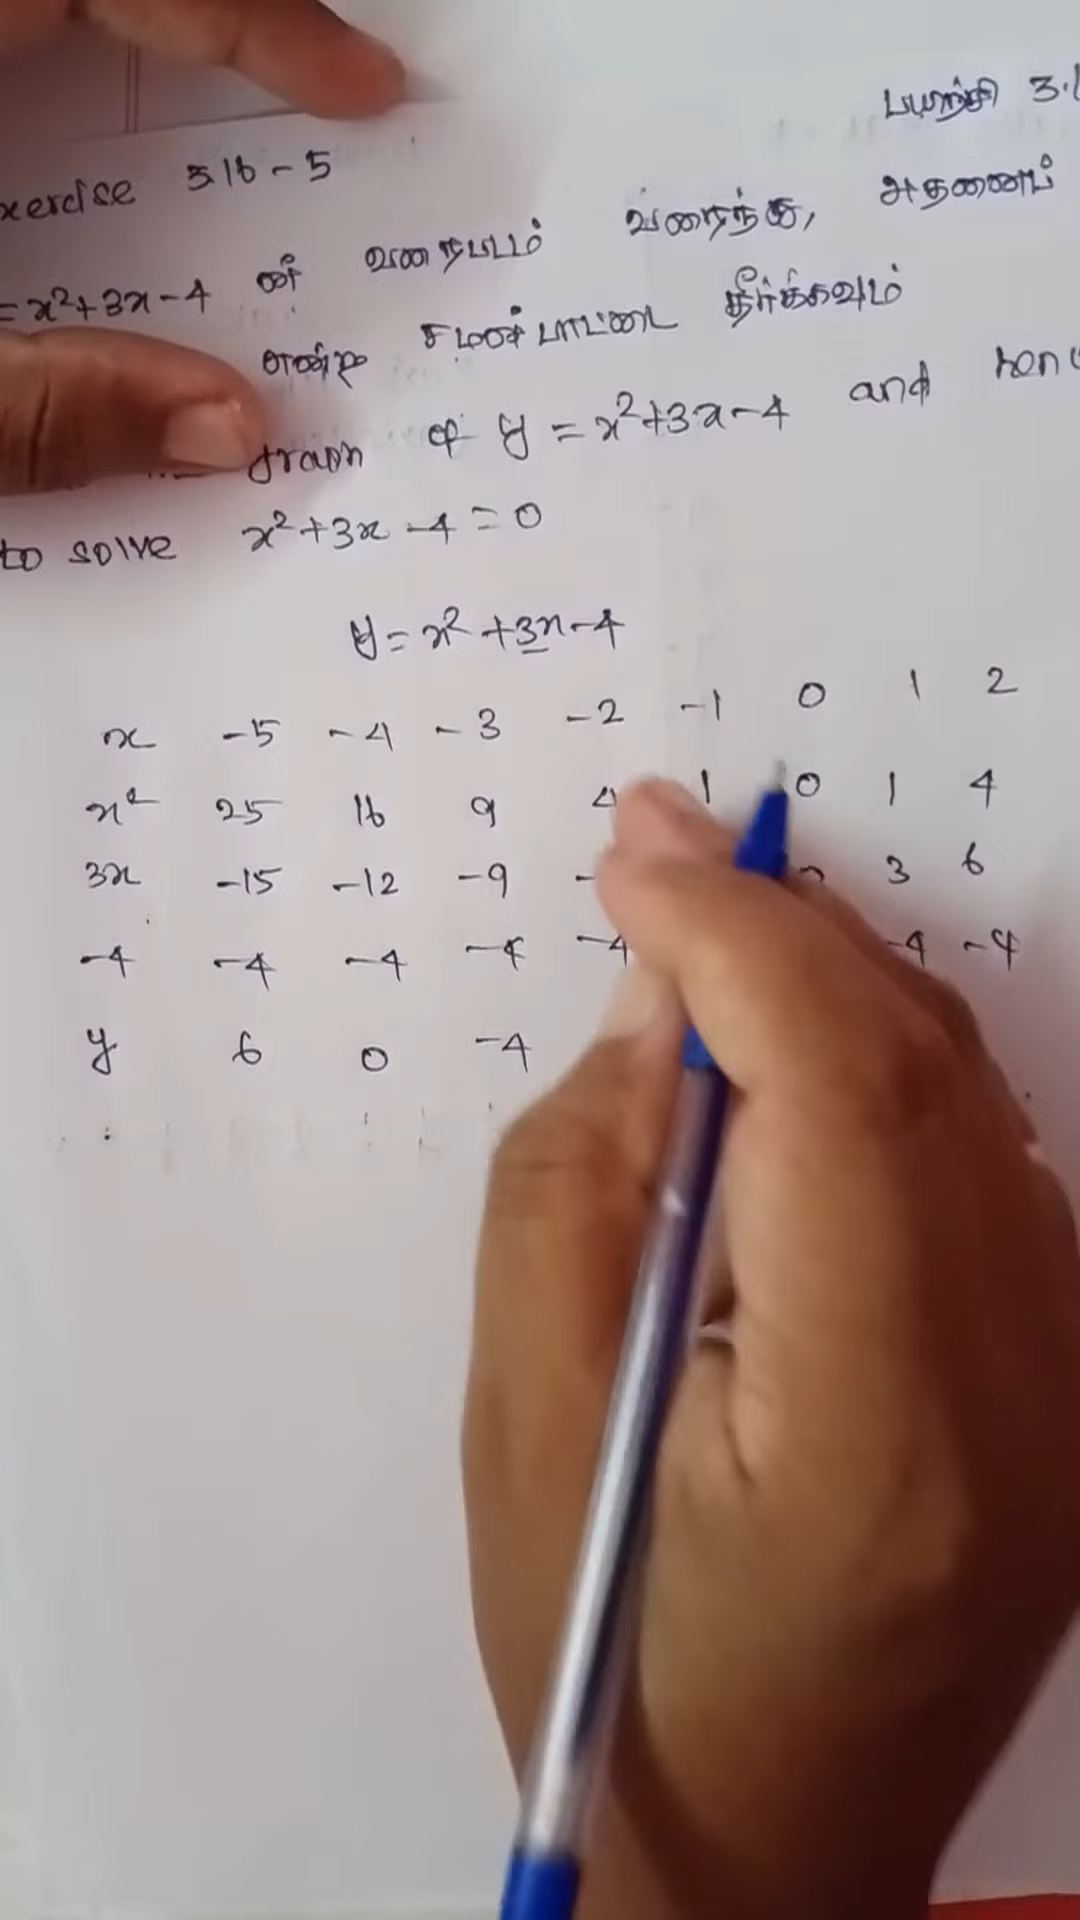 பயிற்சி 3.1
xercise 316-5
=x²+3x-4 ன் வரைபடம் வரைந்து, அதனைப்
என்ற சமன்பாட்டை தீர்க்கவும்
graph of y = x²+3x-4 and henc
to solve x²+3x-4=0
y = x² + 3x - 4
x -5 -4 -3 -2 -1 0 1 2
x² 25 16 9 4 1 0 1 4
3x -15 -12 -9 - 3 6
-4 -4 -4 -4 -4 -4 -4
y 6 0 -4